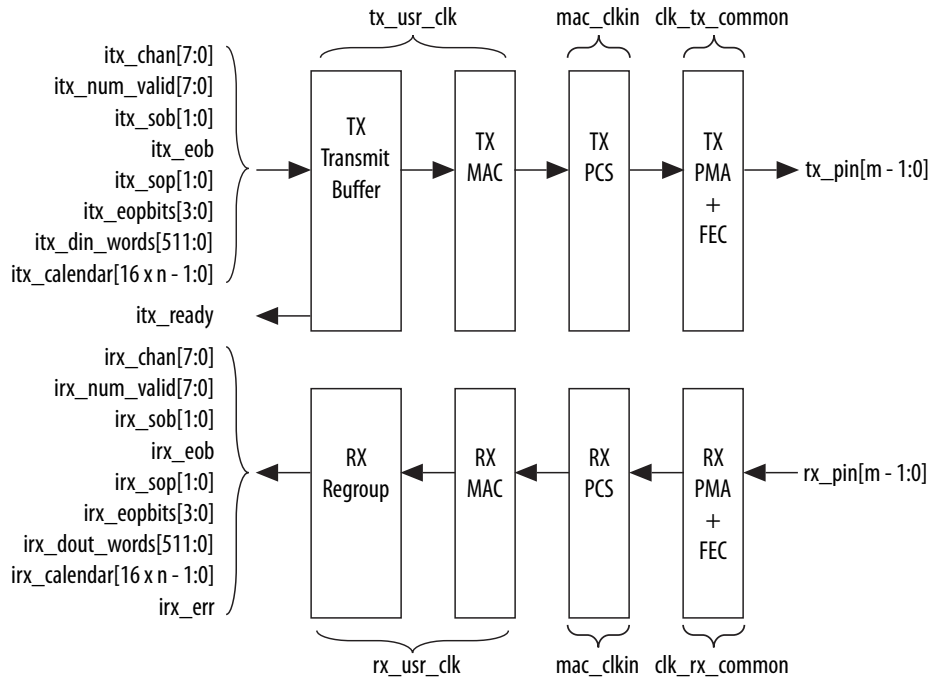 tx_usr_clk
mac_clkin
clk_tx_common
itx_chan[7:0]
itx_num_valid[7:0]
itx_sob[1:0]
itx_eob
itx_sop[1:0]
itx_eopbits[3:0]
itx_din_words[511:0]
itx_calendar[16 x n - 1:0]
itx_ready
TX
Transmit
Buffer
TX
MAC
TX
PCS
TX
PMA
+
FEC
tx_pin[m - 1:0]
irx_chan[7:0]
irx_num_valid[7:0]
irx_sob[1:0]
irx_eob
irx_sop[1:0]
irx_eopbits[3:0]
irx_dout_words[511:0]
irx_calendar[16 x n - 1:0]
irx_err
RX
Regroup
RX
MAC
RX
PCS
RX
PMA
+
FEC
rx_pin[m - 1:0]
rx_usr_clk
mac_clkin
clk_rx_common